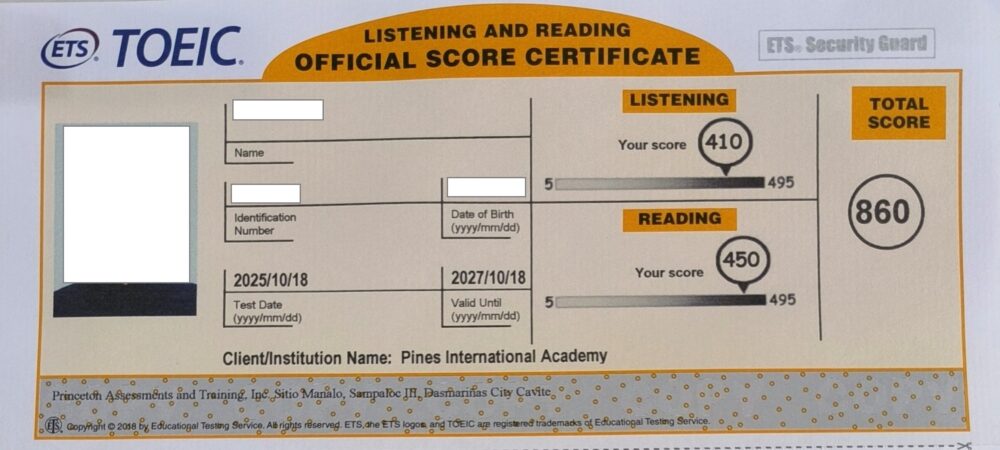 ETS® TOEIC®
LISTENING AND READING
OFFICIAL SCORE CERTIFICATE
ETS® Security Guard
Name
Identification
Number
Date of Birth
(yyyy/mm/dd)
2025/10/18
Test Date
(yyyy/mm/dd)
2027/10/18
Valid Until
(yyyy/mm/dd)
LISTENING
Your score 410
5 495
READING
Your score 450
5 495
TOTAL
SCORE
860
Client/Institution Name: Pines International Academy
Princeton Assessments and Training, Inc. Sitio Manalo, Sampaloc III, Dasmariñas City Cavite
ETS Copyright © 2018 by Educational Testing Service. All rights reserved. ETS, the ETS logos, and TOEIC are registered trademarks of Educational Testing Service.